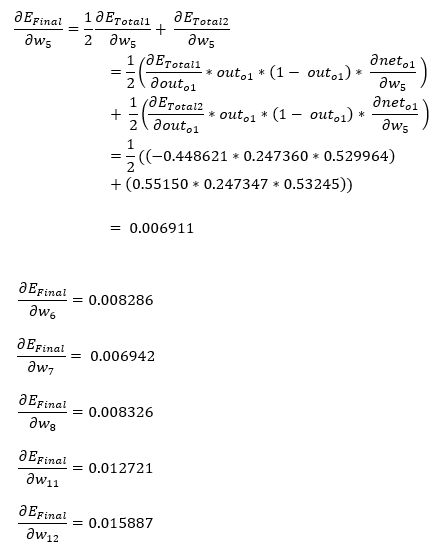 ∂E_Final/∂w_5 = 1/2 ∂E_Total1/∂w_5 + ∂E_Total2/∂w_5
= 1/2 (∂E_Total1/∂out_o1 * out_o1 * (1 − out_o1) * ∂net_o1/∂w_5)
+ 1/2 (∂E_Total2/∂out_o1 * out_o1 * (1 − out_o1) * ∂net_o1/∂w_5)
= 1/2 ((−0.448621 * 0.247360 * 0.529964)
+ (0.55150 * 0.247347 * 0.53245))
= 0.006911
∂E_Final/∂w_6 = 0.008286
∂E_Final/∂w_7 = 0.006942
∂E_Final/∂w_8 = 0.008326
∂E_Final/∂w_11 = 0.012721
∂E_Final/∂w_12 = 0.015887